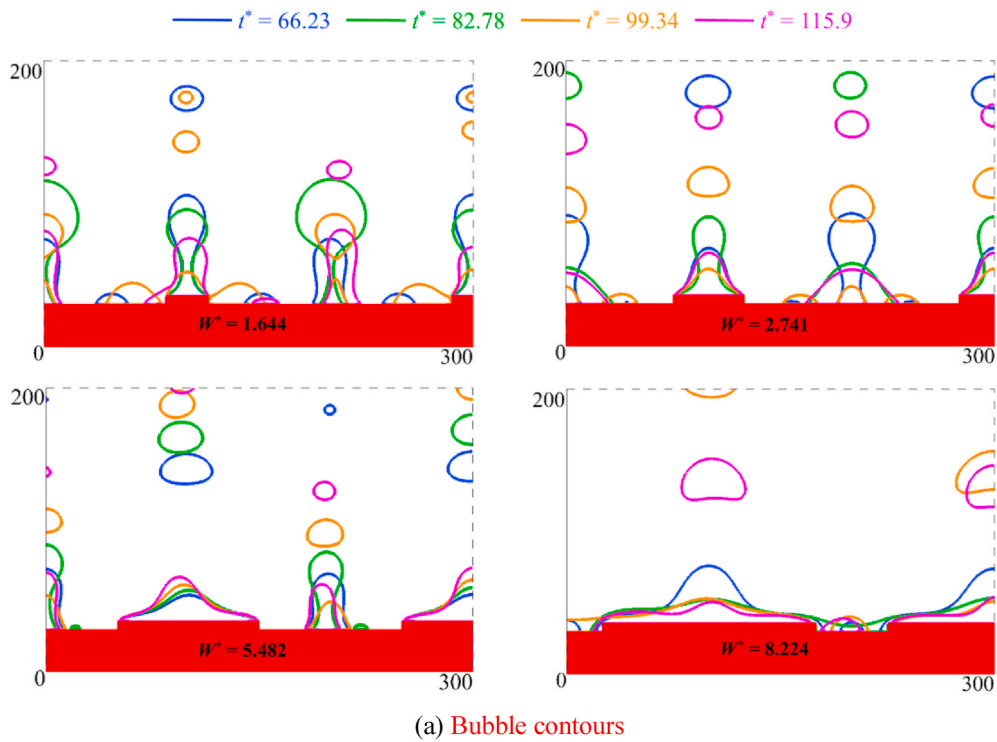 t* = 66.23 t* = 82.78 t* = 99.34 t* = 115.9
200 200
W* = 1.644 W* = 2.741
0 300 0 300
200 200
W* = 5.482 W* = 8.224
0 300 0 300
(a) Bubble contours